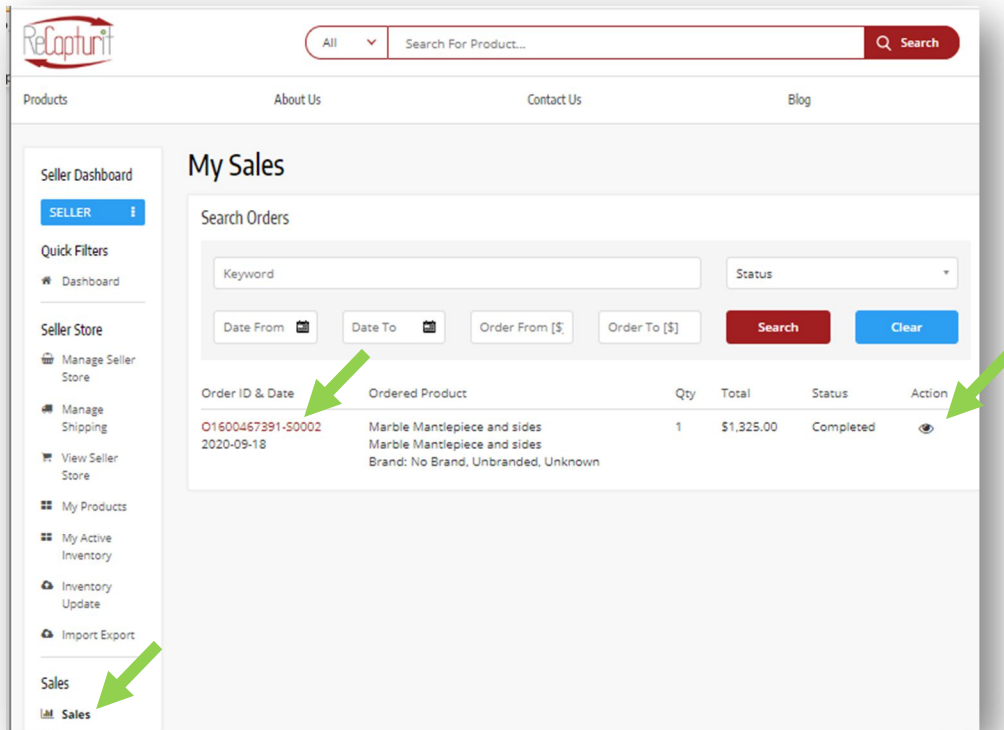 ReCapturit
All
Search For Product...
Search
Products
About Us
Contact Us
Blog
Seller Dashboard
SELLER
Quick Filters
Dashboard
Seller Store
Manage Seller
Store
Manage
Shipping
View Seller
Store
My Products
My Active
Inventory
Inventory
Update
Import Export
Sales
Sales
My Sales
Search Orders
Keyword
Status
Date From
Date To
Order From [$]
Order To [$]
Search
Clear
Order ID & Date
Ordered Product
Qty
Total
Status
Action
O1600467391-S0002
2020-09-18
Marble Mantlepiece and sides
Marble Mantlepiece and sides
Brand: No Brand, Unbranded, Unknown
1
$1,325.00
Completed